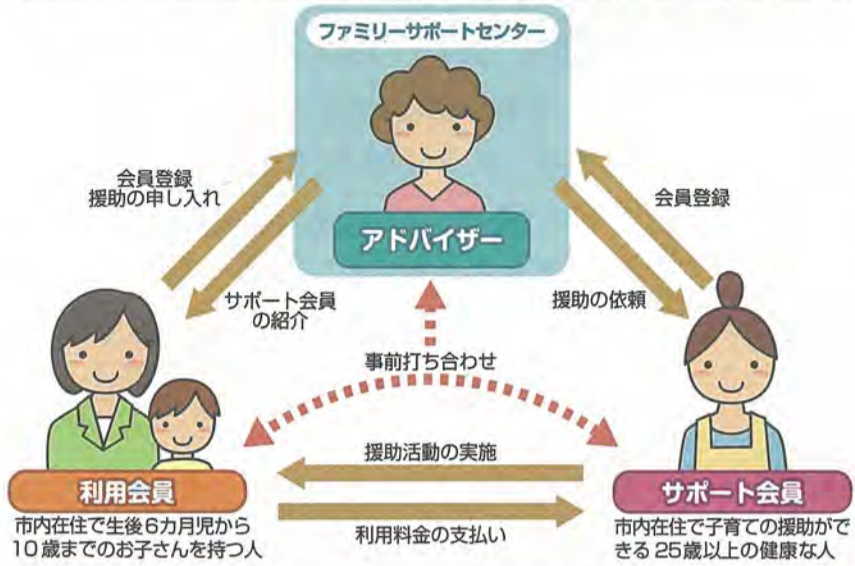 ファミリーサポートセンター
アドバイザー
会員登録
援助の申し入れ
サポート会員
の紹介
会員登録
援助の依頼
事前打ち合わせ
援助活動の実施
利用料金の支払い
利用会員
市内在住で生後6カ月児から
10歳までのお子さんを持つ人
サポート会員
市内在住で子育ての援助がで
きる25歳以上の健康な人